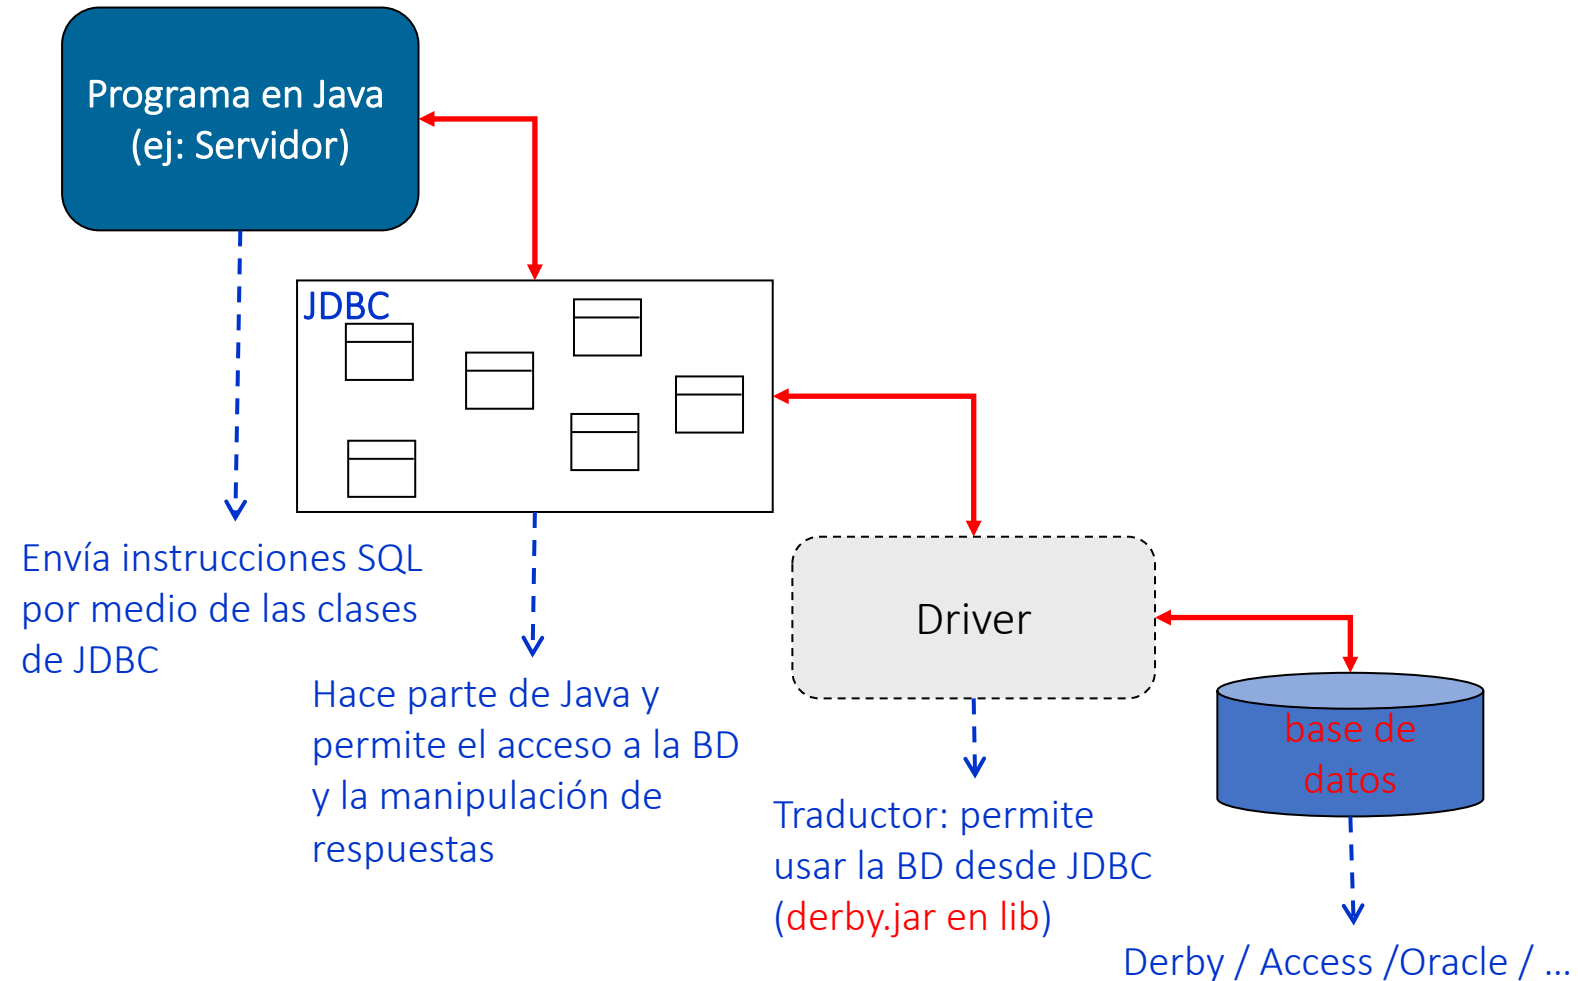 Programa en Java
(ej: Servidor)
JDBC
Envía instrucciones SQL
por medio de las clases
de JDBC
Hace parte de Java y
permite el acceso a la BD
y la manipulación de
respuestas
Driver
Traductor: permite
usar la BD desde JDBC
(derby.jar en lib)
base de
datos
Derby / Access /Oracle / ...